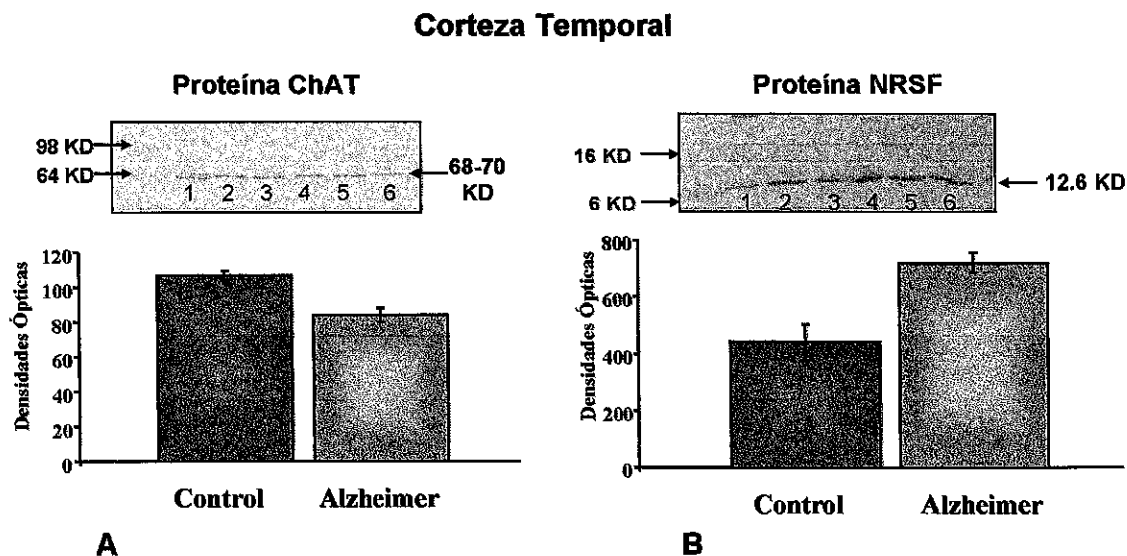 Corteza Temporal
Proteína ChAT
98 KD
64 KD
68-70
KD
1 2 3 4 5 6
120
100
80
60
40
20
0
Densidades Ópticas
Control Alzheimer
A
Proteína NRSF
16 KD
6 KD
12.6 KD
1 2 3 4 5 6
800
600
400
200
0
Densidades Ópticas
Control Alzheimer
B